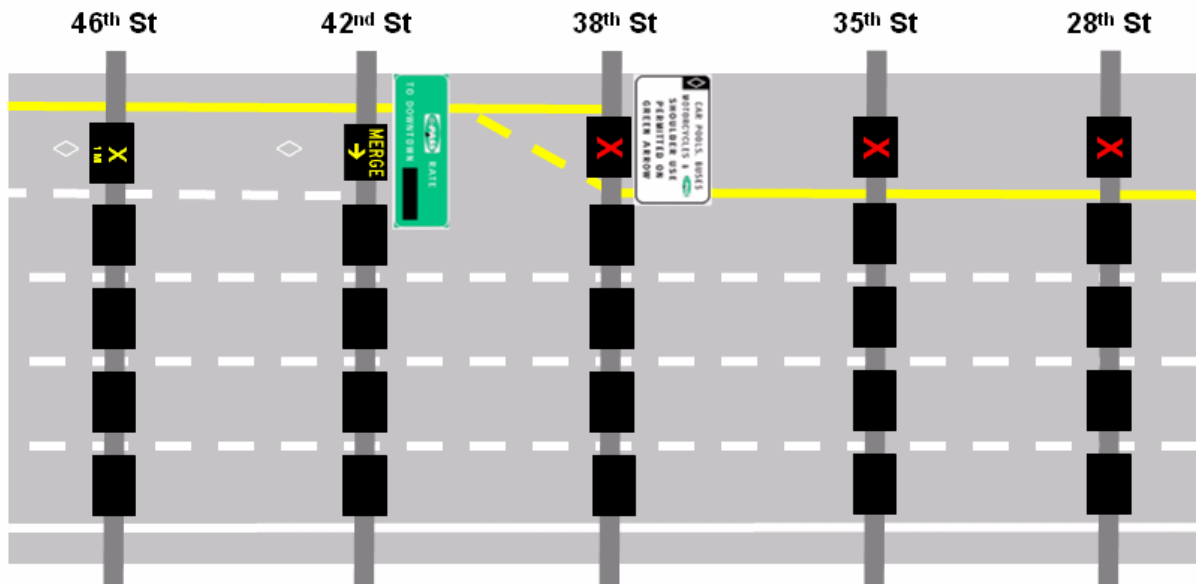 46th St
42nd St
38th St
35th St
28th St
X
1 M
MERGE
TO DOWNTOWN
RATE
CAR POOLS, BUSES
MOTORCYCLES &
SHOULDER USE
PERMITTED ON
GREEN ARROW
X
X
X